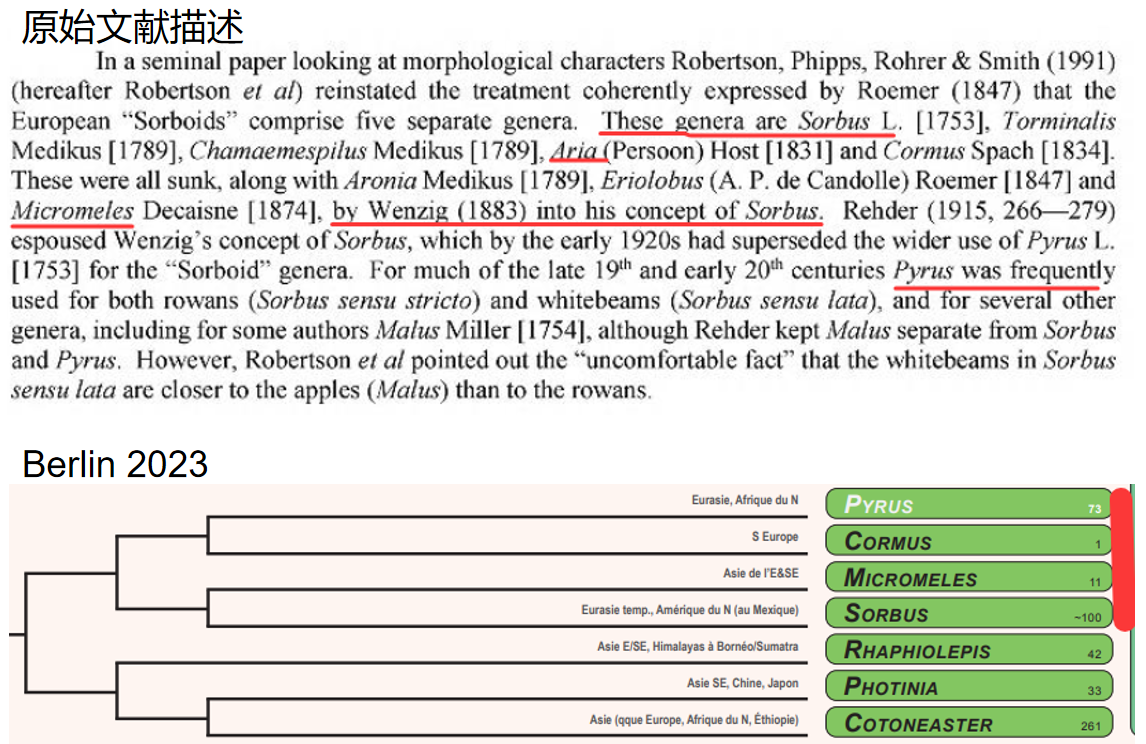 原始文献描述
In a seminal paper looking at morphological characters Robertson, Phipps, Rohrer & Smith (1991)
(hereafter Robertson et al) reinstated the treatment coherently expressed by Roemer (1847) that the
European “Sorboids” comprise five separate genera. These genera are Sorbus L. [1753], Torminalis
Medikus [1789], Chamaemespilus Medikus [1789], Aria (Persoon) Host [1831] and Cormus Spach [1834].
These were all sunk, along with Aronia Medikus [1789], Eriolobus (A. P. de Candolle) Roemer [1847] and
Micromeles Decaisne [1874], by Wenzig (1883) into his concept of Sorbus. Rehder (1915, 266—279)
espoused Wenzig’s concept of Sorbus, which by the early 1920s had superseded the wider use of Pyrus L.
[1753] for the “Sorboid” genera. For much of the late 19th and early 20th centuries Pyrus was frequently
used for both rowans (Sorbus sensu stricto) and whitebeams (Sorbus sensu lata), and for several other
genera, including for some authors Malus Miller [1754], although Rehder kept Malus separate from Sorbus
and Pyrus. However, Robertson et al pointed out the “uncomfortable fact” that the whitebeams in Sorbus
sensu lata are closer to the apples (Malus) than to the rowans.
Berlin 2023
Eurasie, Afrique du N PYRUS 73
S Europe CORMUS 1
Asie de l’E&SE MICROMELES 11
Eurasie temp., Amérique du N (au Mexique) SORBUS ~100
Asie E/SE, Himalayas à Bornéo/Sumatra RHAPHIOLEPIS 42
Asie SE, Chine, Japon PHOTINIA 33
Asie (qque Europe, Afrique du N, Éthiopie) COTONEASTER 261